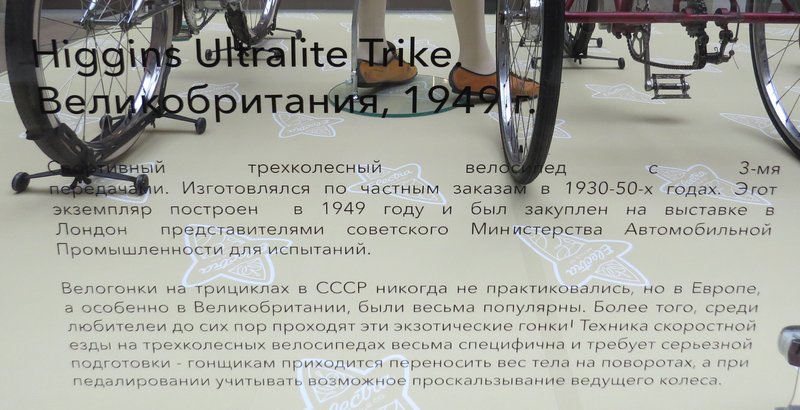 Higgins Ultralite Trike,
Великобритания, 1949 г.
Спортивный трехколесный велосипед с 3-мя
передачами. Изготовлялся по частным заказам в 1930-50-х годах. Этот
экземпляр построен в 1949 году и был закуплен на выставке в
Лондон представителями советского Министерства Автомобильной
Промышленности для испытаний.
Велогонки на трициклах в СССР никогда не практиковались, но в Европе,
а особенно в Великобритании, были весьма популярны. Более того, среди
любителей до сих пор проходят эти экзотические гонки! Техника скоростной
езды на трехколесных велосипедах весьма специфична и требует серьезной
подготовки - гонщикам приходится переносить вес тела на поворотах, а при
педалировании учитывать возможное проскальзывание ведущего колеса.
Electra
Electra
Electra